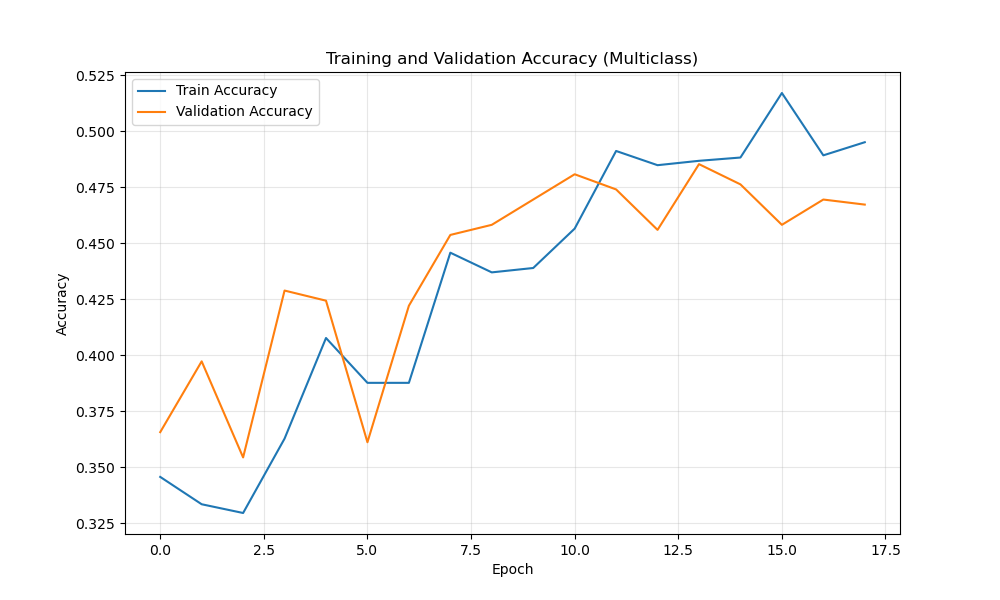 Training and Validation Accuracy (Multiclass)
Train Accuracy
Validation Accuracy
Accuracy
0.525
0.500
0.475
0.450
0.425
0.400
0.375
0.350
0.325
0.0 2.5 5.0 7.5 10.0 12.5 15.0 17.5
Epoch